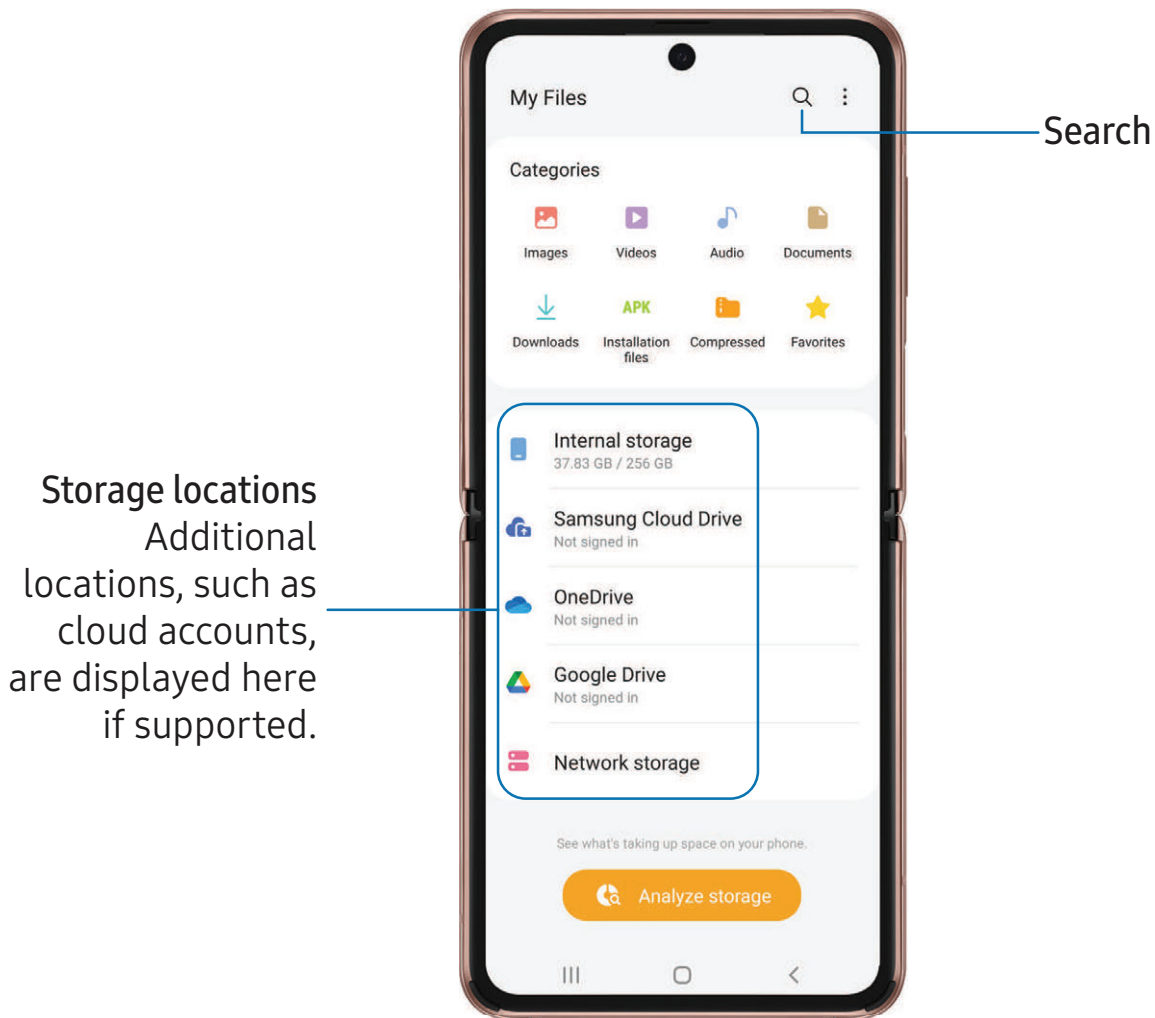 My Files
Search
Categories
Images Videos Audio Documents
APK
Downloads Installation files Compressed Favorites
Storage locations
Additional
locations, such as
cloud accounts,
are displayed here
if supported.
Internal storage
37.83 GB / 256 GB
Samsung Cloud Drive
Not signed in
OneDrive
Not signed in
Google Drive
Not signed in
Network storage
See what's taking up space on your phone.
Analyze storage